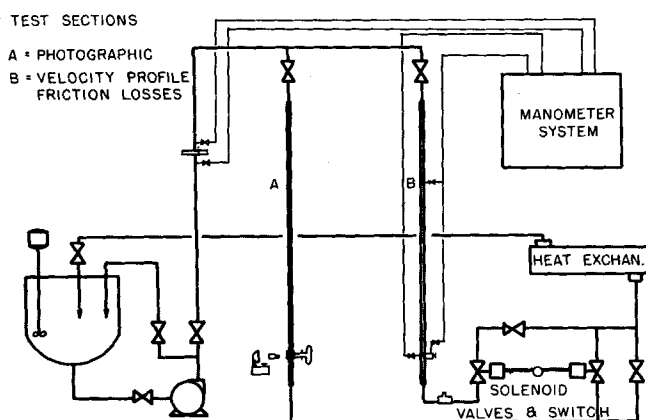 TEST SECTIONS
A = PHOTOGRAPHIC
B = VELOCITY PROFILE
FRICTION LOSSES
MANOMETER
SYSTEM
A
B
HEAT EXCHAN.
SOLENOID
VALVES & SWITCH